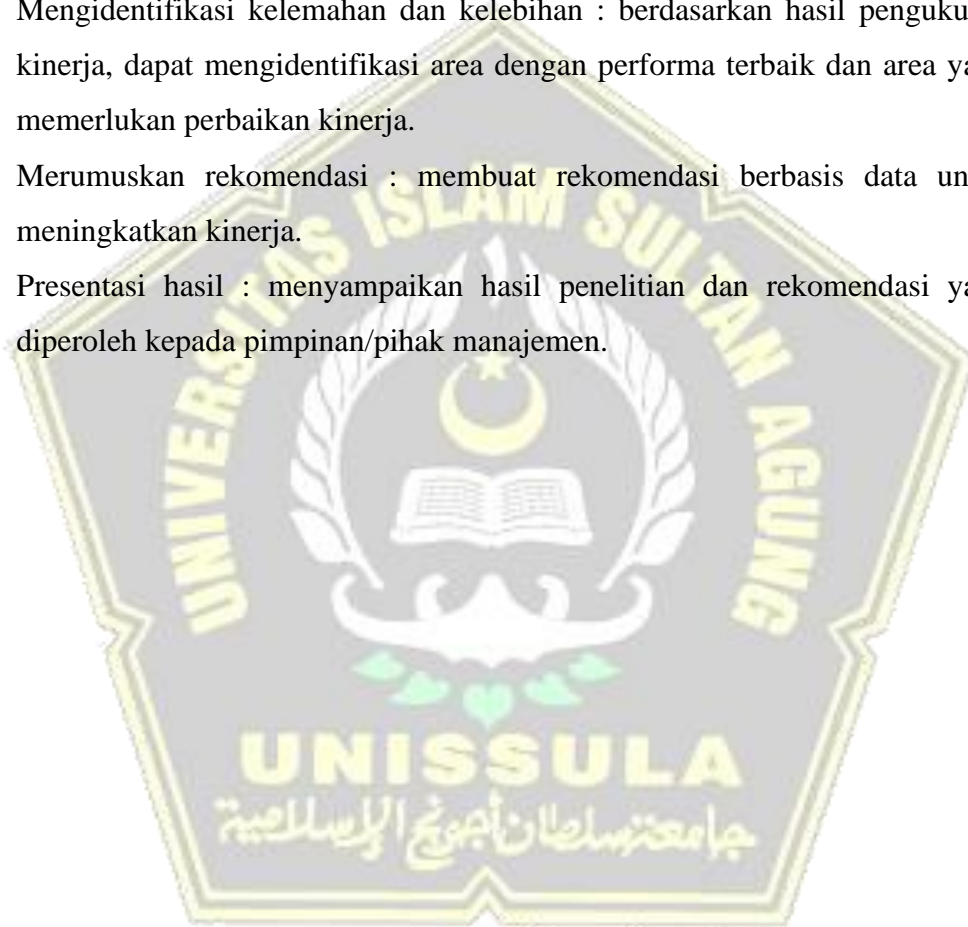 Mengidentifikasi kelemahan dan kelebihan : berdasarkan hasil penguku
kinerja, dapat mengidentifikasi area dengan performa terbaik dan area ya
memerlukan perbaikan kinerja.
Merumuskan rekomendasi : membuat rekomendasi berbasis data un
meningkatkan kinerja.
Presentasi hasil : menyampaikan hasil penelitian dan rekomendasi ya
diperoleh kepada pimpinan/pihak manajemen.
UNIVERSITAS ISLAM SULTAN AGUNG
UNISSULA
جامعة سلطان أجونج الإسلامية